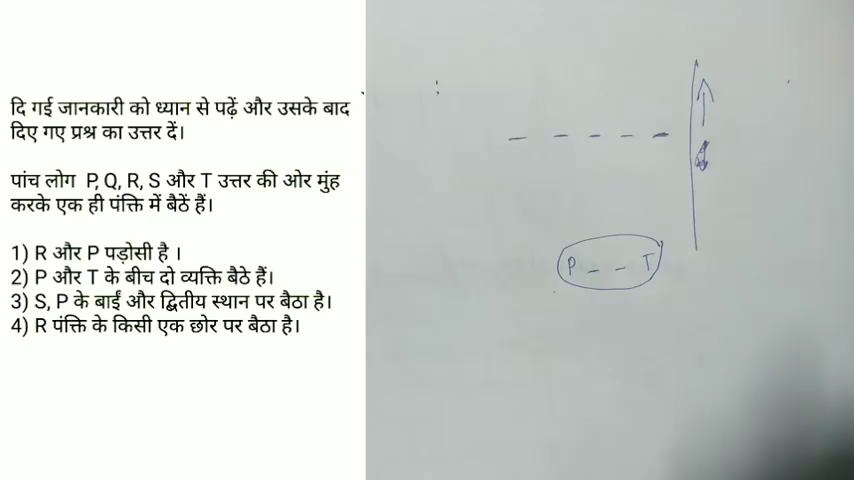 दि गई जानकारी को ध्यान से पढ़ें और उसके बाद
दिए गए प्रश्न का उत्तर दें।
पांच लोग P, Q, R, S और T उत्तर की ओर मुंह
करके एक ही पंक्ति में बैठें हैं।
1) R और P पड़ोसी है ।
2) P और T के बीच दो व्यक्ति बैठे हैं।
3) S, P के बाईं और द्वितीय स्थान पर बैठा है।
4) R पंक्ति के किसी एक छोर पर बैठा है।
P _ _ T